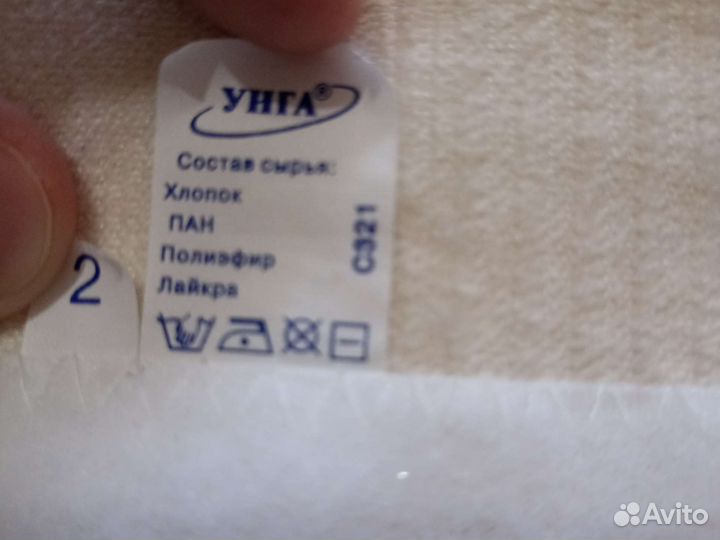 УНГА®
Состав сырья:
Хлопок
ПАН
Полиэфир
Лайкра
С321
2
Avito